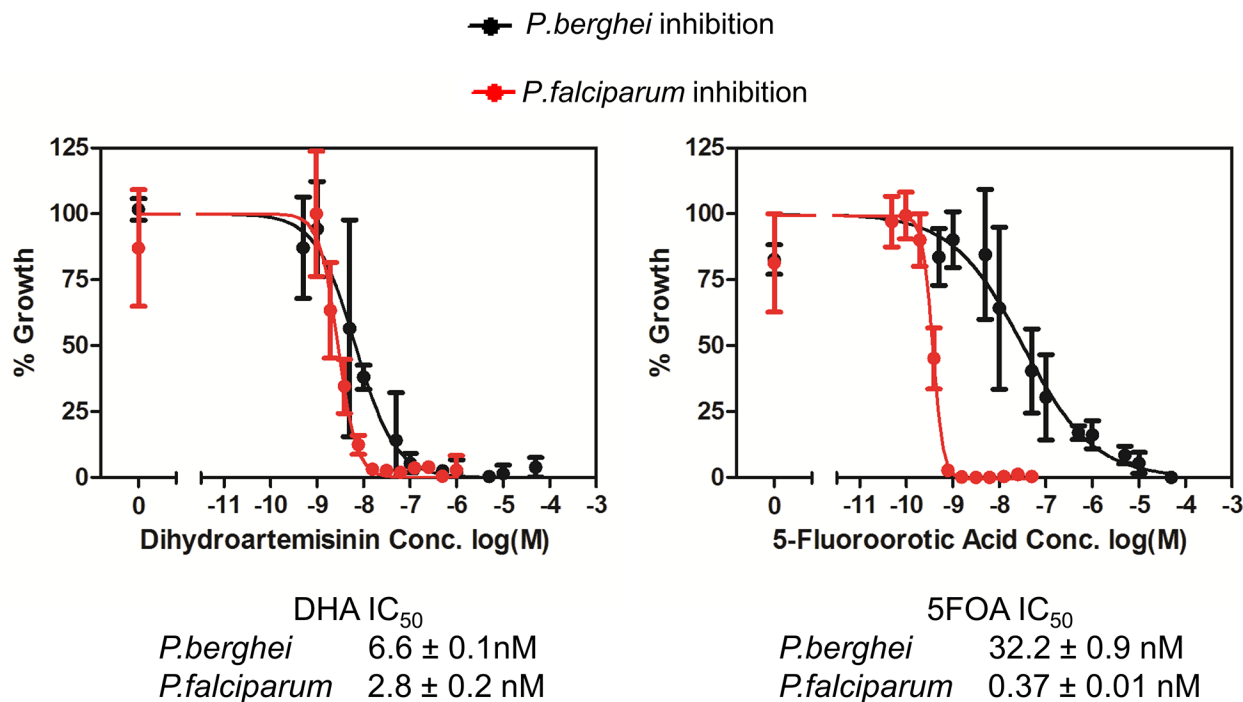 P.berghei inhibition
P.falciparum inhibition
125
100
75
50
25
0
% Growth
0 -11 -10 -9 -8 -7 -6 -5 -4 -3
Dihydroartemisinin Conc. log(M)
125
100
75
50
25
0
% Growth
0 -11 -10 -9 -8 -7 -6 -5 -4 -3
5-Fluoroorotic Acid Conc. log(M)
DHA IC50
P.berghei 6.6 ± 0.1nM
P.falciparum 2.8 ± 0.2 nM
5FOA IC50
P.berghei 32.2 ± 0.9 nM
P.falciparum 0.37 ± 0.01 nM